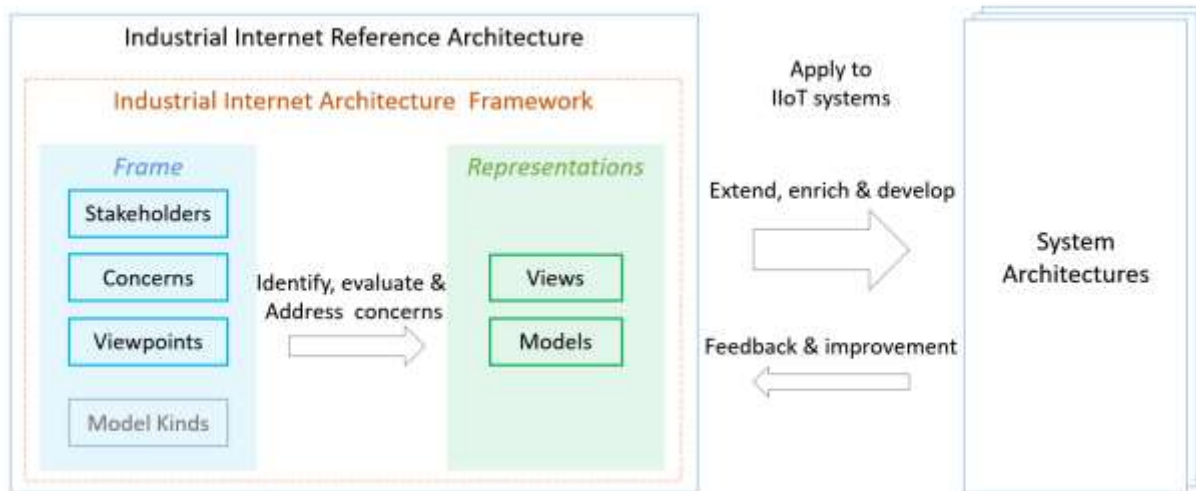 Industrial Internet Reference Architecture
Industrial Internet Architecture Framework
Frame
Stakeholders
Concerns
Viewpoints
Model Kinds
Identify, evaluate &
Address concerns
Representations
Views
Models
Apply to
IIoT systems
Extend, enrich & develop
Feedback & improvement
System
Architectures